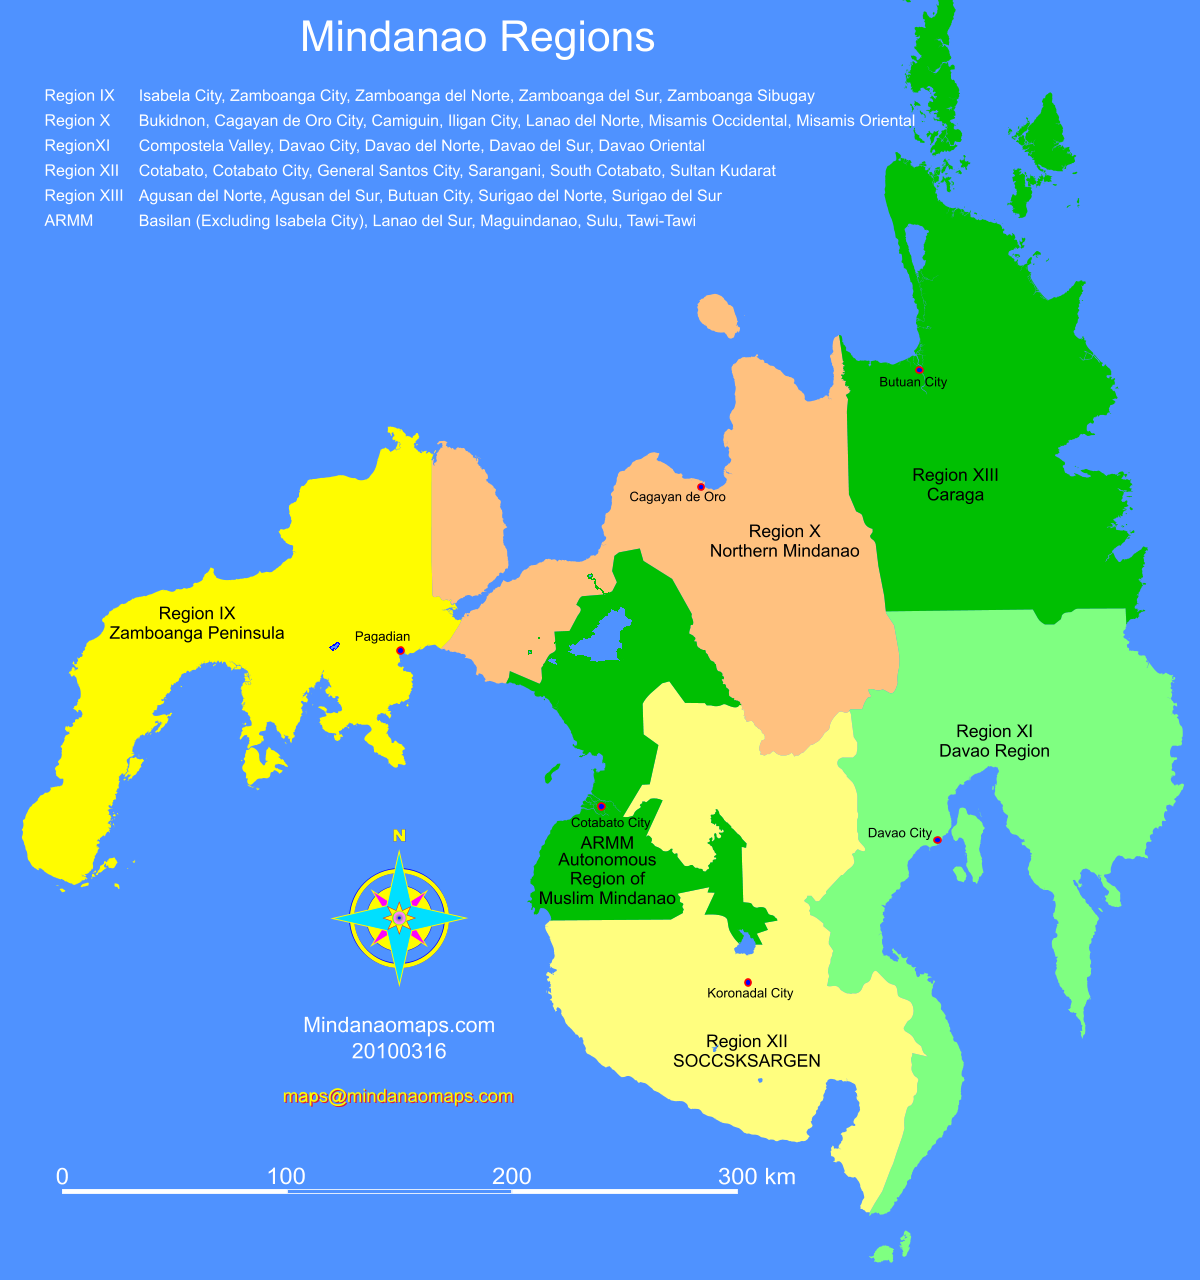 Mindanao Regions
Region IX Isabela City, Zamboanga City, Zamboanga del Norte, Zamboanga del Sur, Zamboanga Sibugay
Region X Bukidnon, Cagayan de Oro City, Camiguin, Iligan City, Lanao del Norte, Misamis Occidental, Misamis Oriental
RegionXI Compostela Valley, Davao City, Davao del Norte, Davao del Sur, Davao Oriental
Region XII Cotabato, Cotabato City, General Santos City, Sarangani, South Cotabato, Sultan Kudarat
Region XIII Agusan del Norte, Agusan del Sur, Butuan City, Surigao del Norte, Surigao del Sur
ARMM Basilan (Excluding Isabela City), Lanao del Sur, Maguindanao, Sulu, Tawi-Tawi
Butuan City
Region XIII
Caraga
Cagayan de Oro
Region X
Northern Mindanao
Region IX
Zamboanga Peninsula
Pagadian
Region XI
Davao Region
Davao City
Cotabato City
ARMM
Autonomous
Region of
Muslim Mindanao
N
Koronadal City
Region XII
SOCCSKSARGEN
Mindanaomaps.com
20100316
maps@mindanaomaps.com
0 100 200 300 km